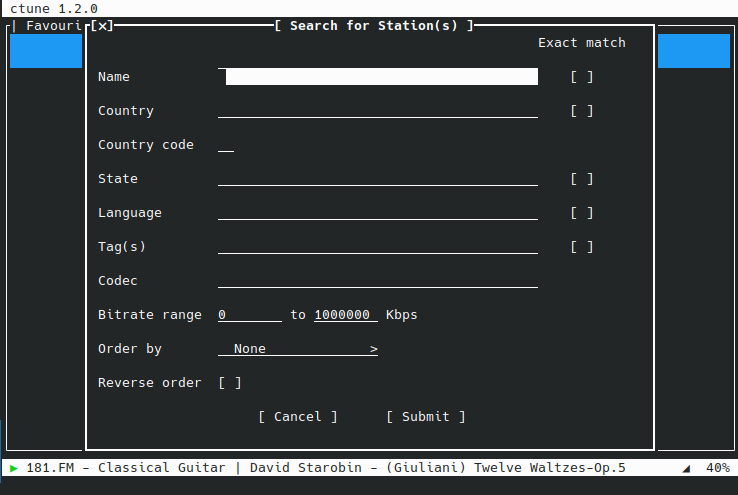 ctune 1.2.0
| Favouri [x] [ Search for Station(s) ]
Exact match
Name [ ]
Country [ ]
Country code
State [ ]
Language [ ]
Tag(s) [ ]
Codec
Bitrate range 0 to 1000000 Kbps
Order by None >
Reverse order [ ]
[ Cancel ] [ Submit ]
▶ 181.FM - Classical Guitar | David Starobin - (Giuliani) Twelve Waltzes-Op.5 ◢ 40%